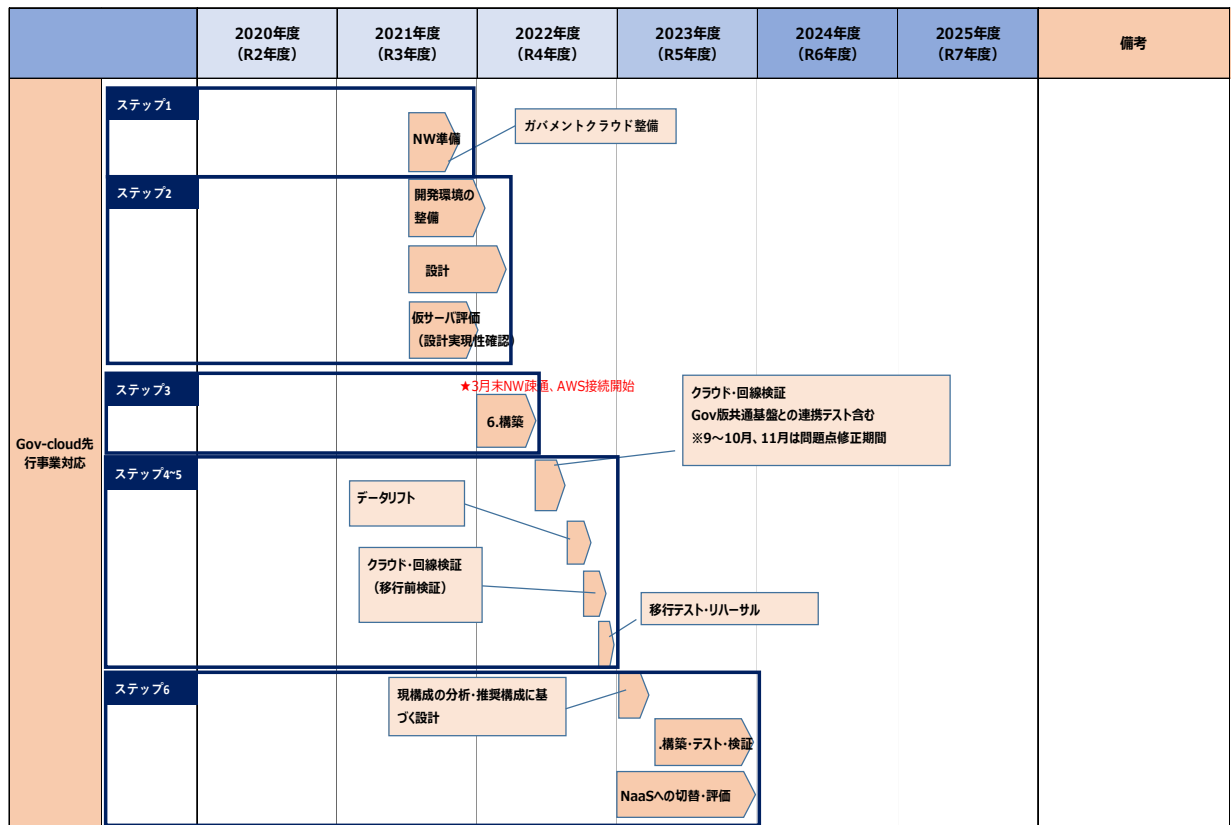 2020年度
(R2年度)
2021年度
(R3年度)
2022年度
(R4年度)
2023年度
(R5年度)
2024年度
(R6年度)
2025年度
(R7年度)
備考
Gov-cloud先
行事業対応
ステップ1
NW準備
ガバメントクラウド整備
ステップ2
開発環境の
整備
設計
仮サーバ評価
（設計実現性確認）
ステップ3
★3月末NW疎通、AWS接続開始
6.構築
クラウド・回線検証
Gov版共通基盤との連携テスト含む
※9～10月、11月は問題点修正期間
ステップ4~5
データリフト
クラウド・回線検証
（移行前検証）
移行テスト・リハーサル
ステップ6
現構成の分析・推奨構成に基
づく設計
.構築・テスト・検証
NaaSへの切替・評価